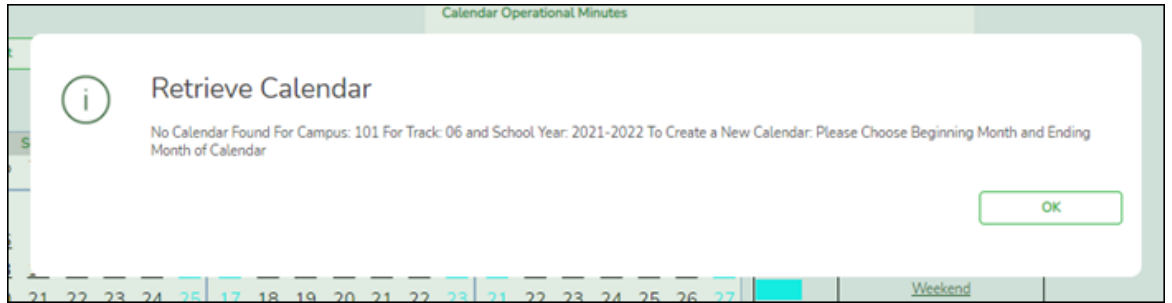 Calendar Operational Minutes
Retrieve Calendar
No Calendar Found For Campus: 101 For Track: 06 and School Year: 2021-2022 To Create a New Calendar: Please Choose Beginning Month and Ending
Month of Calendar
OK
21 22 23 24 25 17 18 19 20 21 22 23 21 22 23 24 25 26 27
Weekend